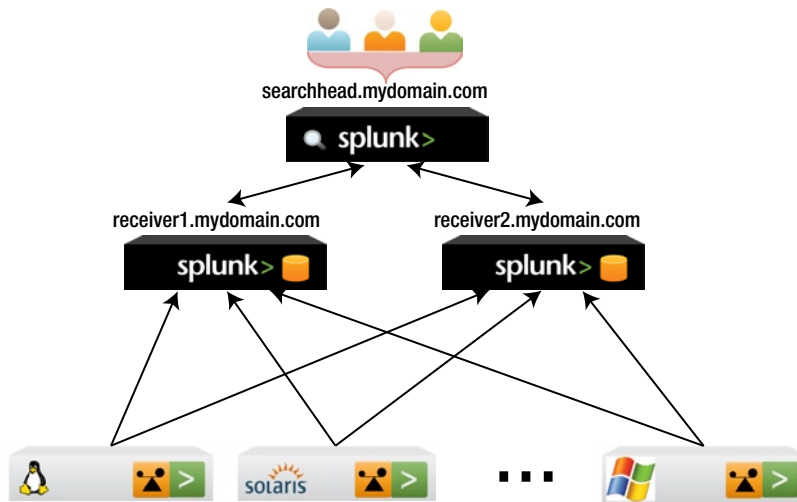 searchhead.mydomain.com
splunk>
receiver1.mydomain.com
receiver2.mydomain.com
splunk>
splunk>
>
solaris
>
...
>